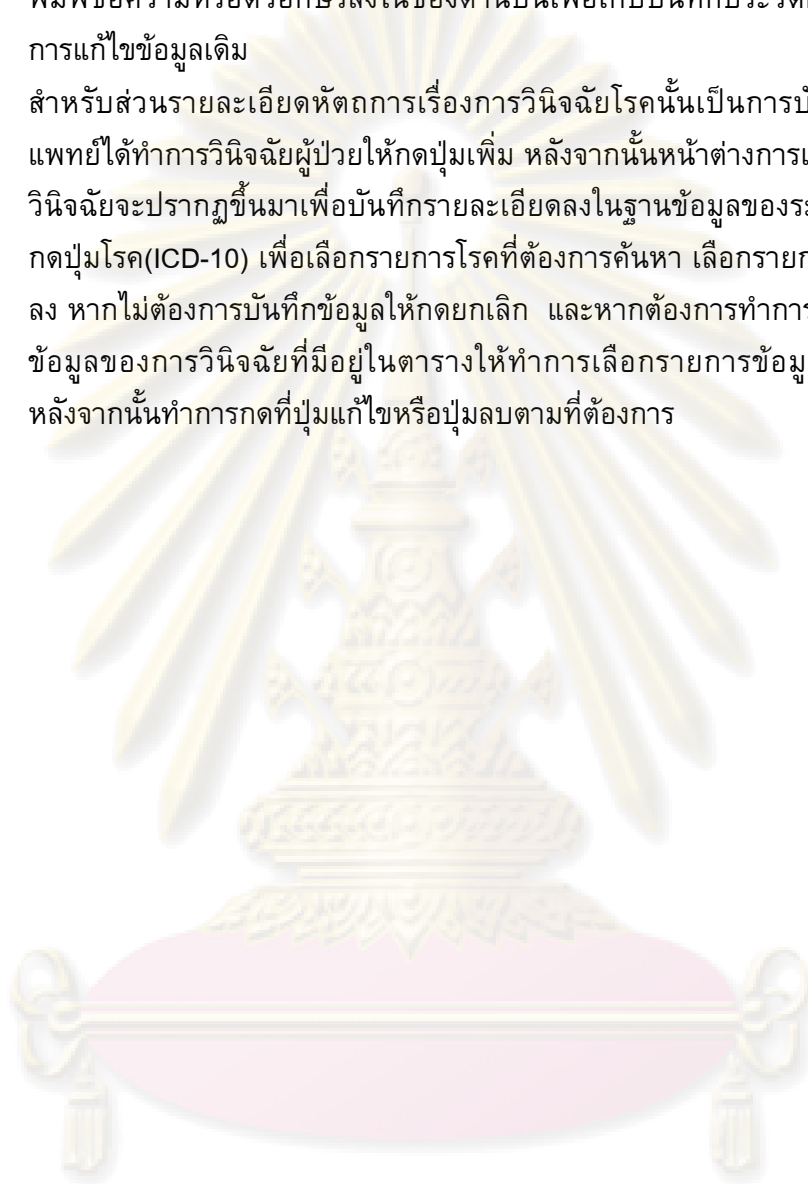 พิมพ์ข้อความหรือตัวอักษรลงในช่องด้านบนเพื่อเก็บบันทึกประวัติ
การแก้ไขข้อมูลเดิม
สำหรับส่วนรายละเอียดหัตถการเรื่องการวินิจฉัยโรคนั้นเป็นการ
แพทย์ได้ทำการวินิจฉัยผู้ป่วยให้กดปุ่มเพิ่ม หลังจากนั้นหน้าต่างการ
วินิจฉัยจะปรากฏขึ้นมาเพื่อบันทึกรายละเอียดลงในฐานข้อมูลของ
กดปุ่มโรค(ICD-10) เพื่อเลือกรายการโรคที่ต้องการค้นหา เลือก
ลง หากไม่ต้องการบันทึกข้อมูลให้กดยกเลิก และหากต้องการทำการ
ข้อมูลของการวินิจฉัยที่มีอยู่ในตารางให้ทำการเลือกรายการ
หลังจากนั้นทำการกดที่ปุ่มแก้ไขหรือปุ่มลบตามที่ต้องการ